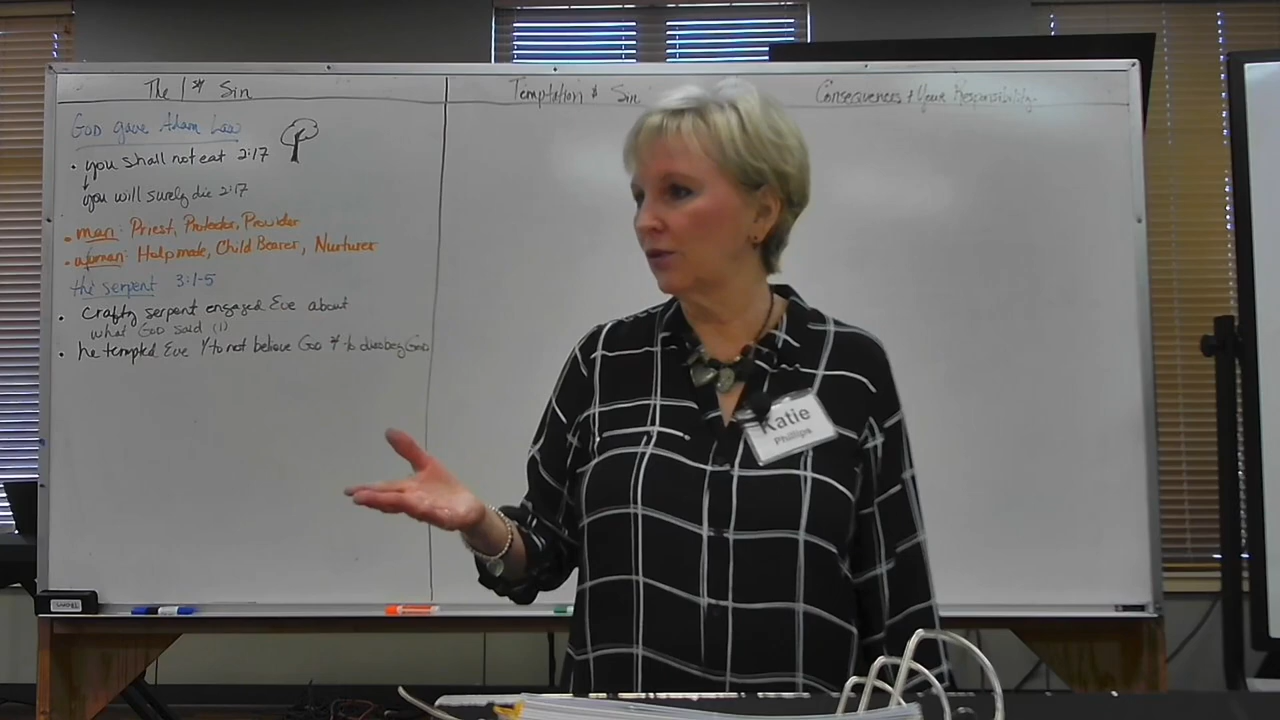 The 1st Sin
Temptation & Sin
Consequences & Your Responsibility
God gave Adam Law
• you shall not eat 2:17
you will surely die 2:17
• man: Priest, Protector, Provider
• woman: Helpmate, Child Bearer, Nurturer
the serpent 3:1-5
• crafty serpent engaged Eve about
what God said (1)
• he tempted Eve to not believe God & to disobey God
Katie
Phillips